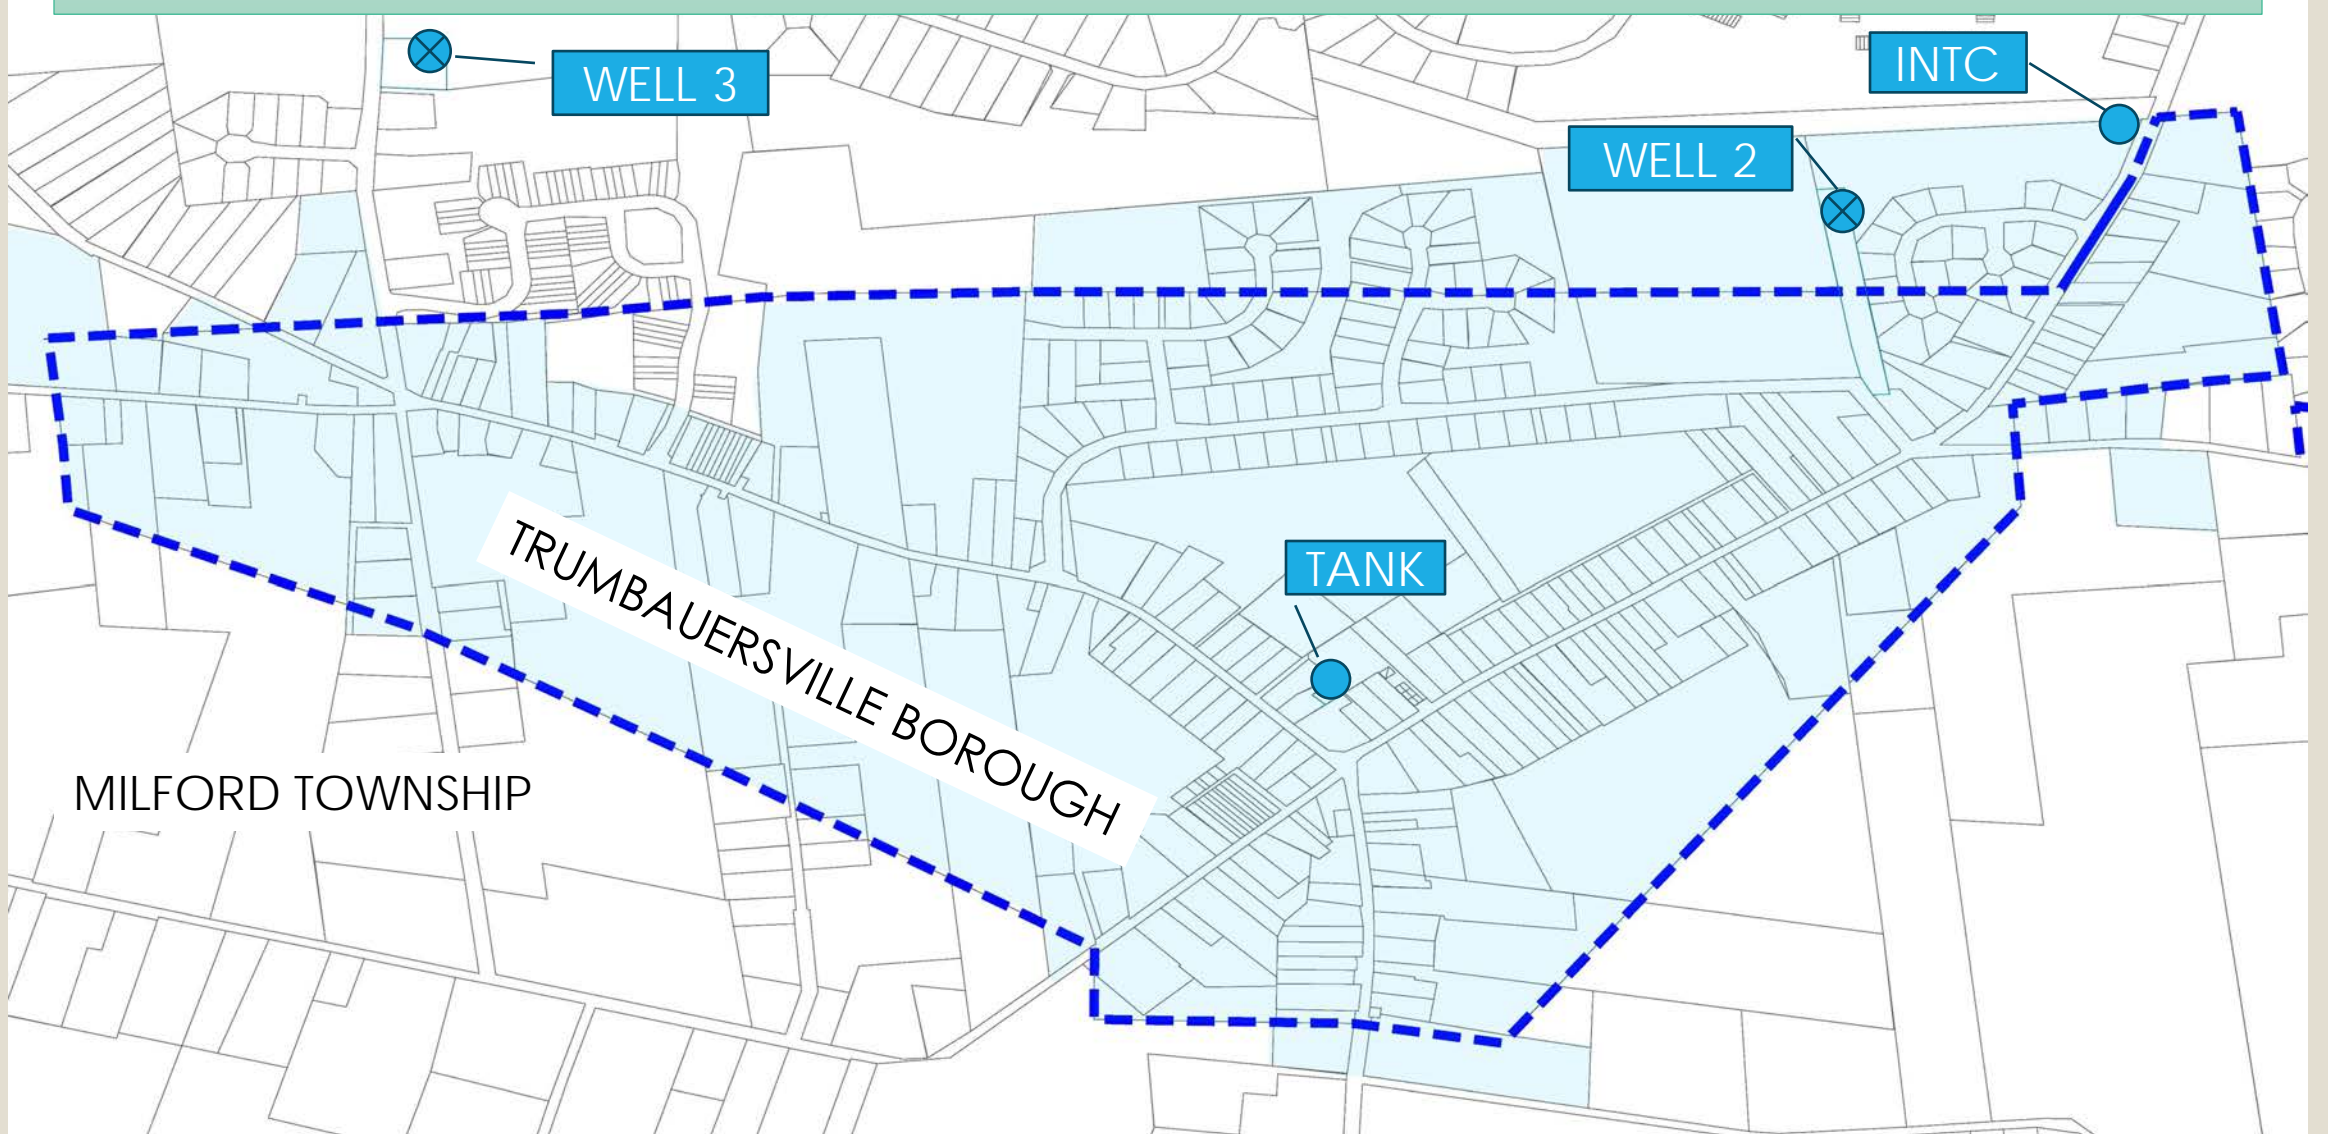 WELL 3
INTC
WELL 2
TANK
TRUMBAUERSVILLE BOROUGH
MILFORD TOWNSHIP